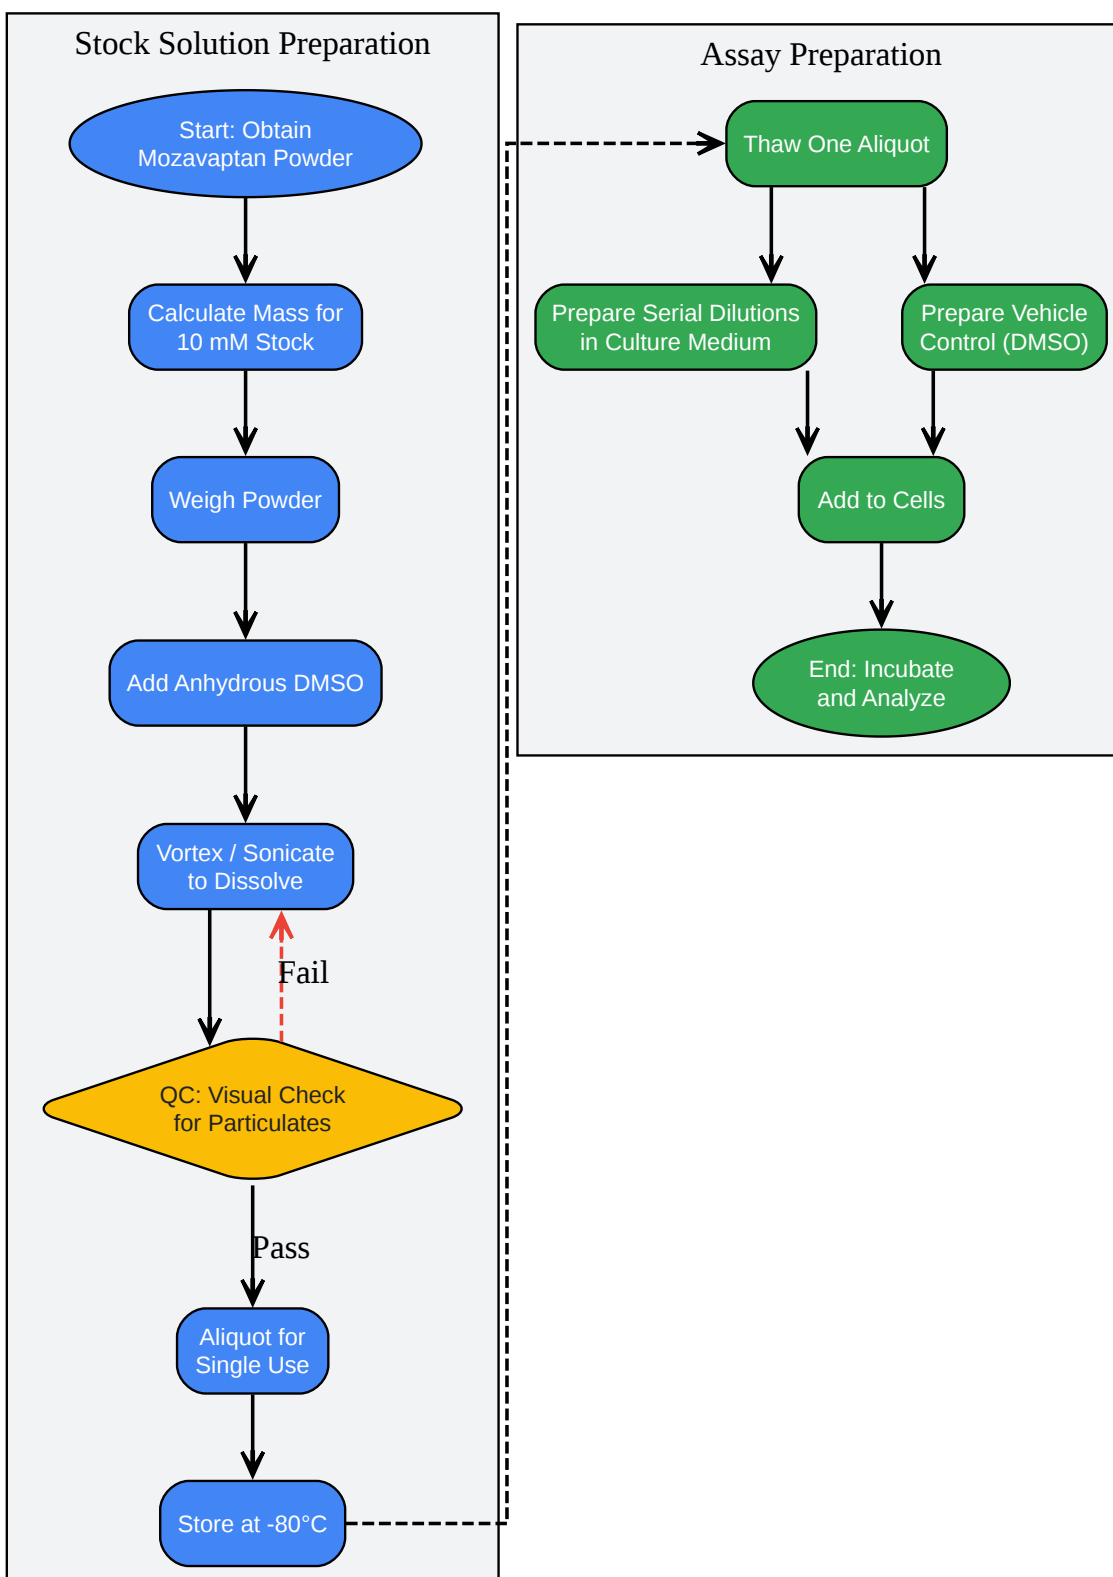 Stock Solution Preparation
Start: Obtain
Mozavaptan Powder
Calculate Mass for
10 mM Stock
Weigh Powder
Add Anhydrous DMSO
Vortex / Sonicate
to Dissolve
Fail
QC: Visual Check
for Particulates
Pass
Aliquot for
Single Use
Store at -80°C
Assay Preparation
Thaw One Aliquot
Prepare Serial Dilutions
in Culture Medium
Prepare Vehicle
Control (DMSO)
Add to Cells
End: Incubate
and Analyze